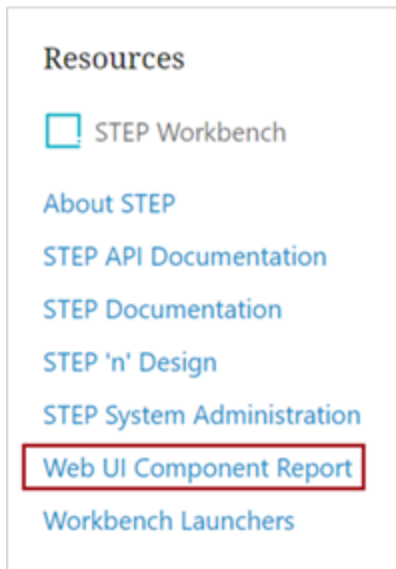 Resources
STEP Workbench
About STEP
STEP API Documentation
STEP Documentation
STEP 'n' Design
STEP System Administration
Web UI Component Report
Workbench Launchers